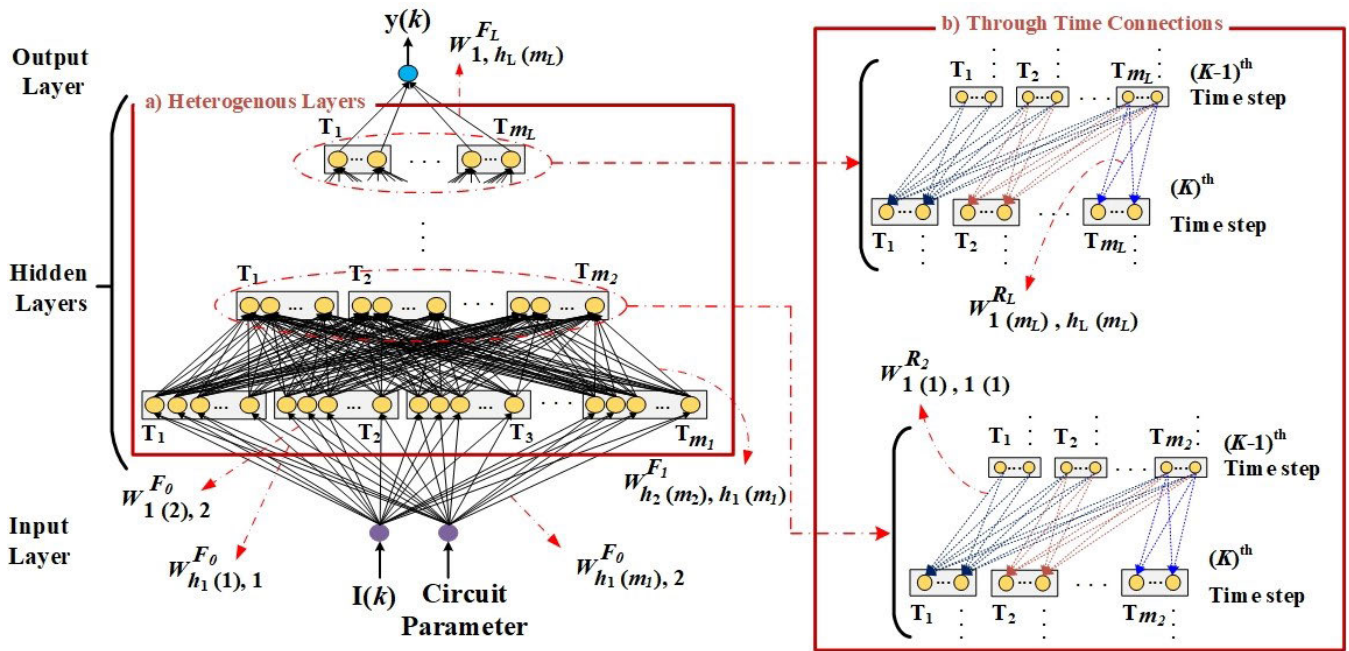 y(k)
Output
Layer
W^{F_L}_{1, h_L (m_L)}
a) Heterogenous Layers
T_1
T_{m_L}
· · ·
Hidden
Layers
T_1
T_2
T_{m_2}
T_1
T_2
T_3
T_{m_1}
W^{F_0}_{1 (2), 2}
W^{F_1}_{h_2 (m_2), h_1 (m_1)}
Input
Layer
W^{F_0}_{h_1 (1), 1}
W^{F_0}_{h_1 (m_1), 2}
I(k)
Circuit
Parameter
b) Through Time Connections
T_1
T_2
T_{m_L}
(K-1)^{th}
Time step
(K)^{th}
Time step
T_1
T_2
T_{m_L}
W^{R_L}_{1 (m_L) , h_L (m_L)}
W^{R_2}_{1 (1) , 1 (1)}
T_1
T_2
T_{m_2}
(K-1)^{th}
Time step
(K)^{th}
Time step
T_1
T_2
T_{m_2}